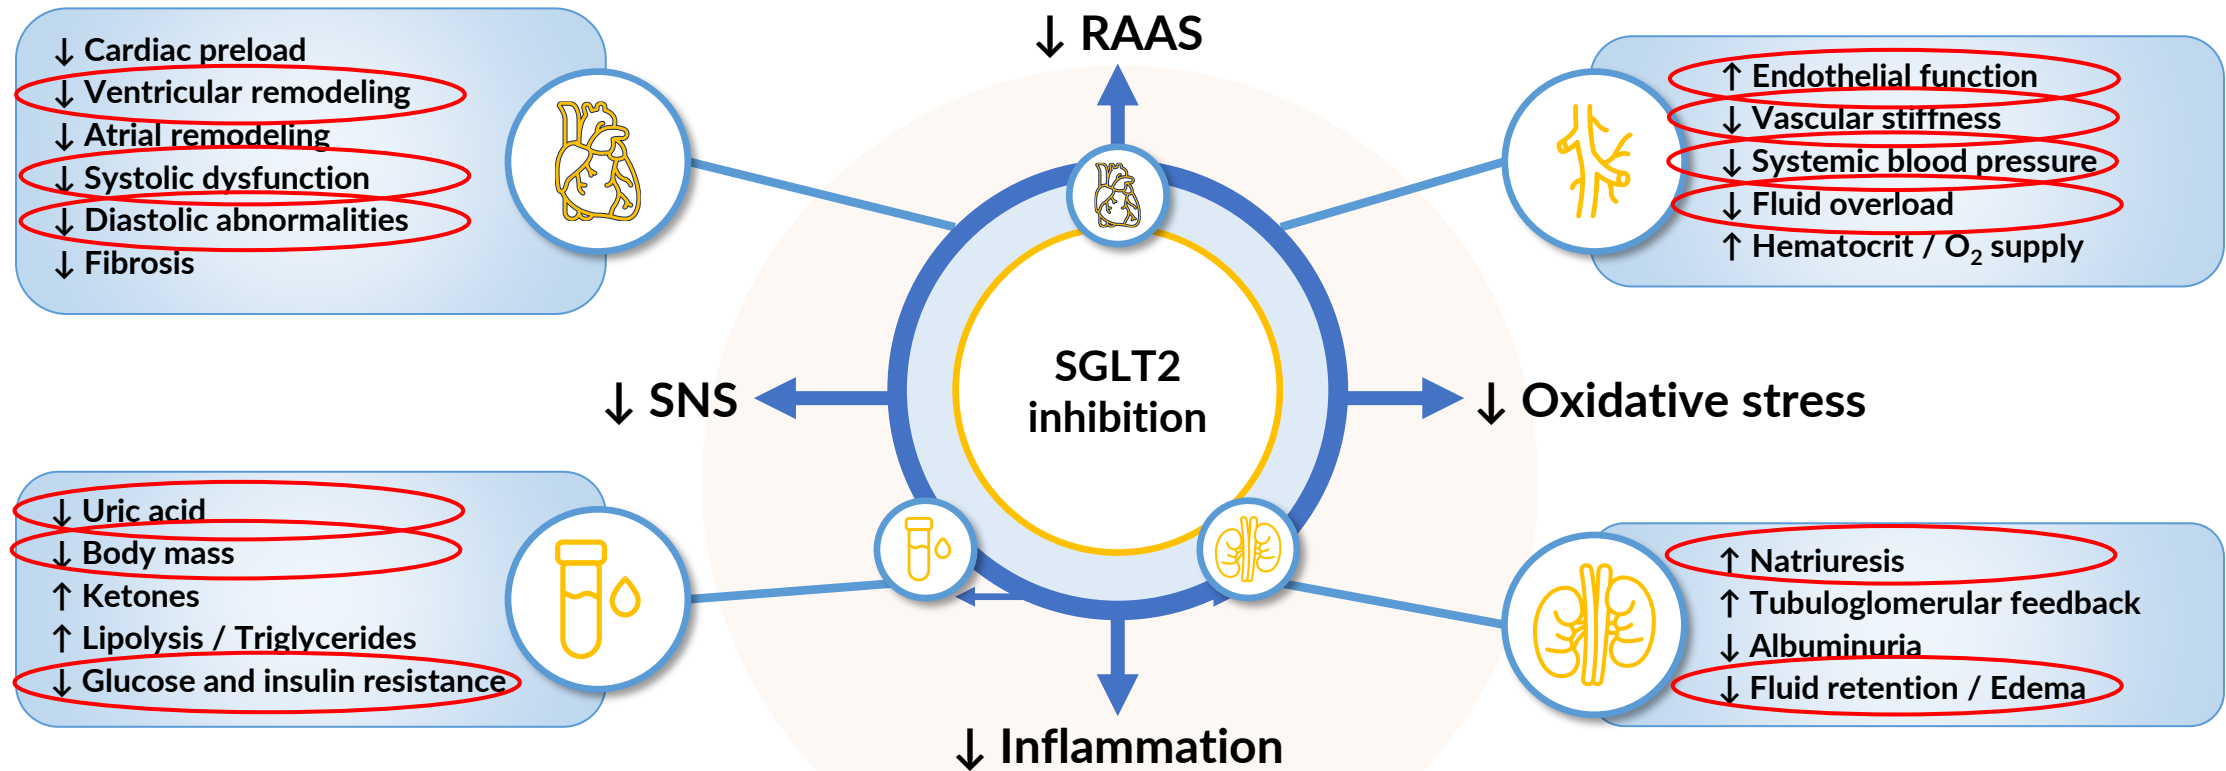 ↓ Cardiac preload
↓ Ventricular remodeling
↓ Atrial remodeling
↓ Systolic dysfunction
↓ Diastolic abnormalities
↓ Fibrosis
↓ RAAS
↑ Endothelial function
↓ Vascular stiffness
↓ Systemic blood pressure
↓ Fluid overload
↑ Hematocrit / O₂ supply
↓ SNS
SGLT2
inhibition
↓ Oxidative stress
↓ Uric acid
↓ Body mass
↑ Ketones
↑ Lipolysis / Triglycerides
↓ Glucose and insulin resistance
↑ Natriuresis
↑ Tubuloglomerular feedback
↓ Albuminuria
↓ Fluid retention / Edema
↓ Inflammation